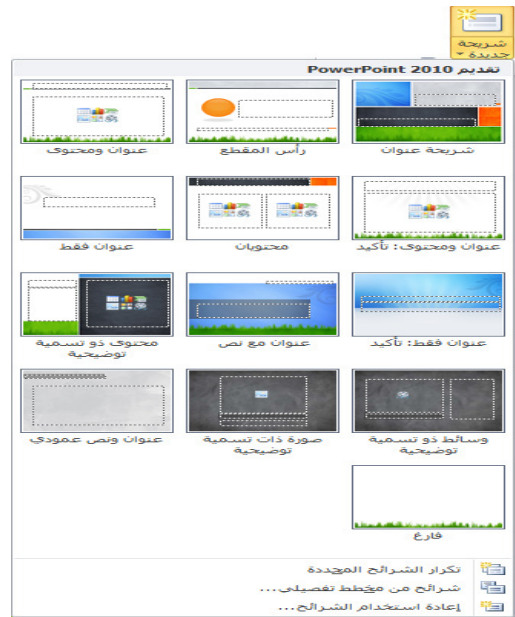 شريحة
جديدة
تقديم PowerPoint 2010
شريحة عنوان
رأس المقطع
عنوان ومحتوى
عنوان ومحتوى: تأكيد
محتويان
عنوان فقط
عنوان فقط: تأكيد
عنوان مع نص
محتوى ذو تسمية
توضيحية
وسائط ذو تسمية
توضيحية
صورة ذات تسمية
توضيحية
عنوان ونص عمودي
فارغ
تكرار الشرائح المحددة
شرائح من مخطط تفصيلي...
إعادة استخدام الشرائح...